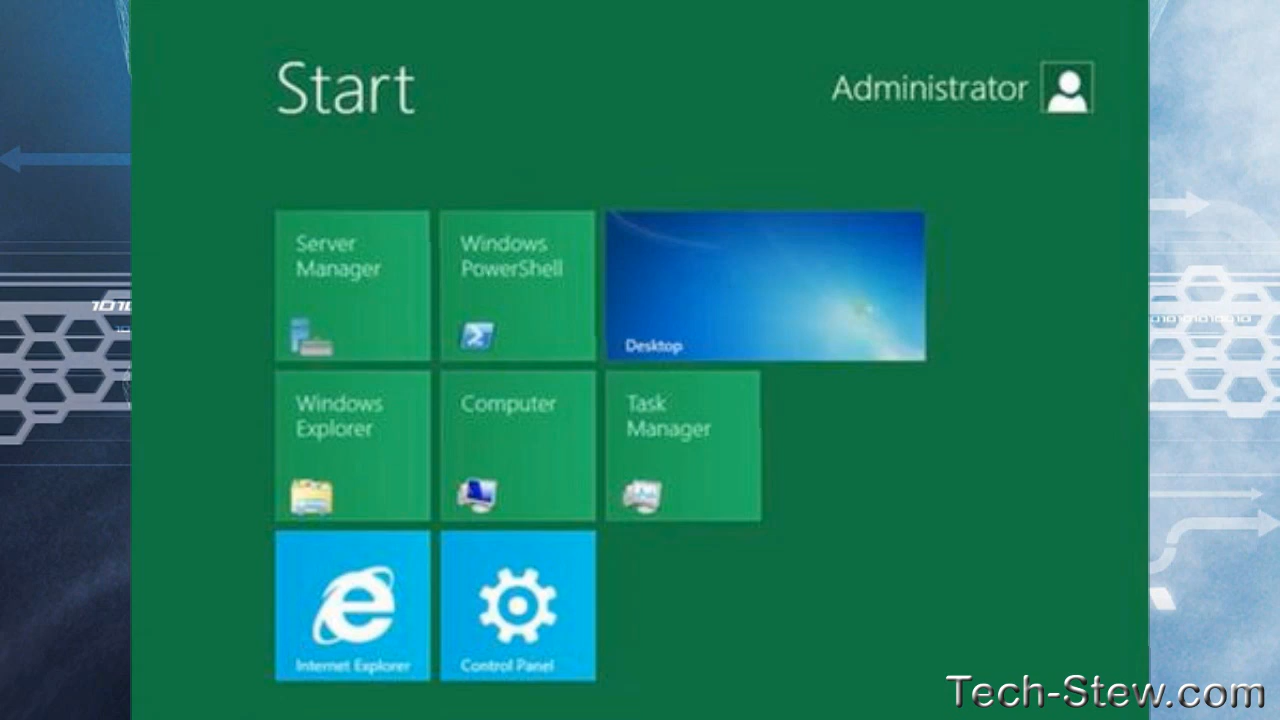 Start
Administrator
Server
Manager
Windows
PowerShell
Desktop
Windows
Explorer
Computer
Task
Manager
Internet Explorer
Control Panel
1010
Tech-Stew.com